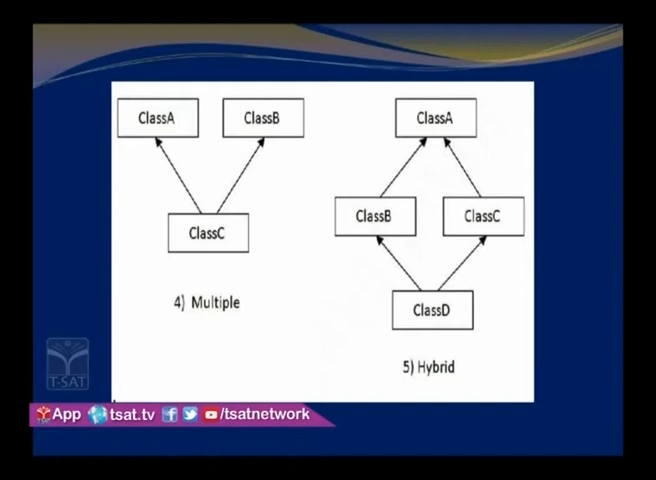 ClassA
ClassB
ClassC
4) Multiple
ClassA
ClassB
ClassC
ClassD
5) Hybrid
T-SAT
App tsat.tv /tsatnetwork